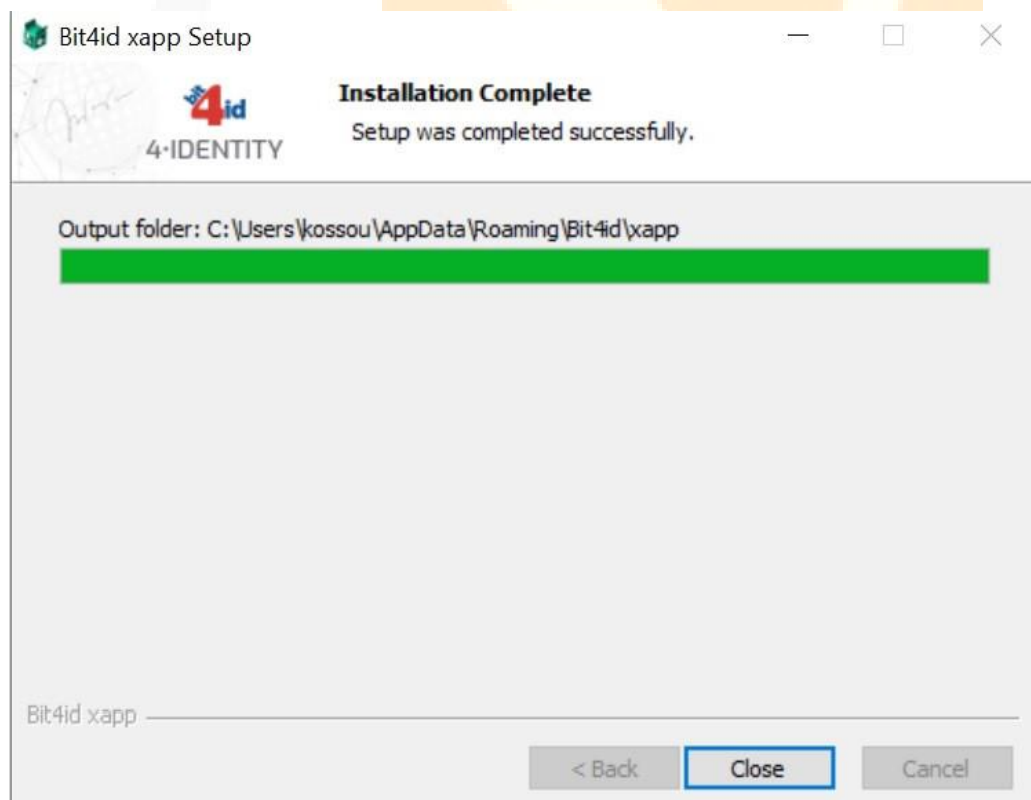 Bit4id xapp Setup
bit4id
4·IDENTITY
Installation Complete
Setup was completed successfully.
Output folder: C:\Users\kossou\AppData\Roaming\Bit4id\xapp
Bit4id xapp
< Back
Close
Cancel